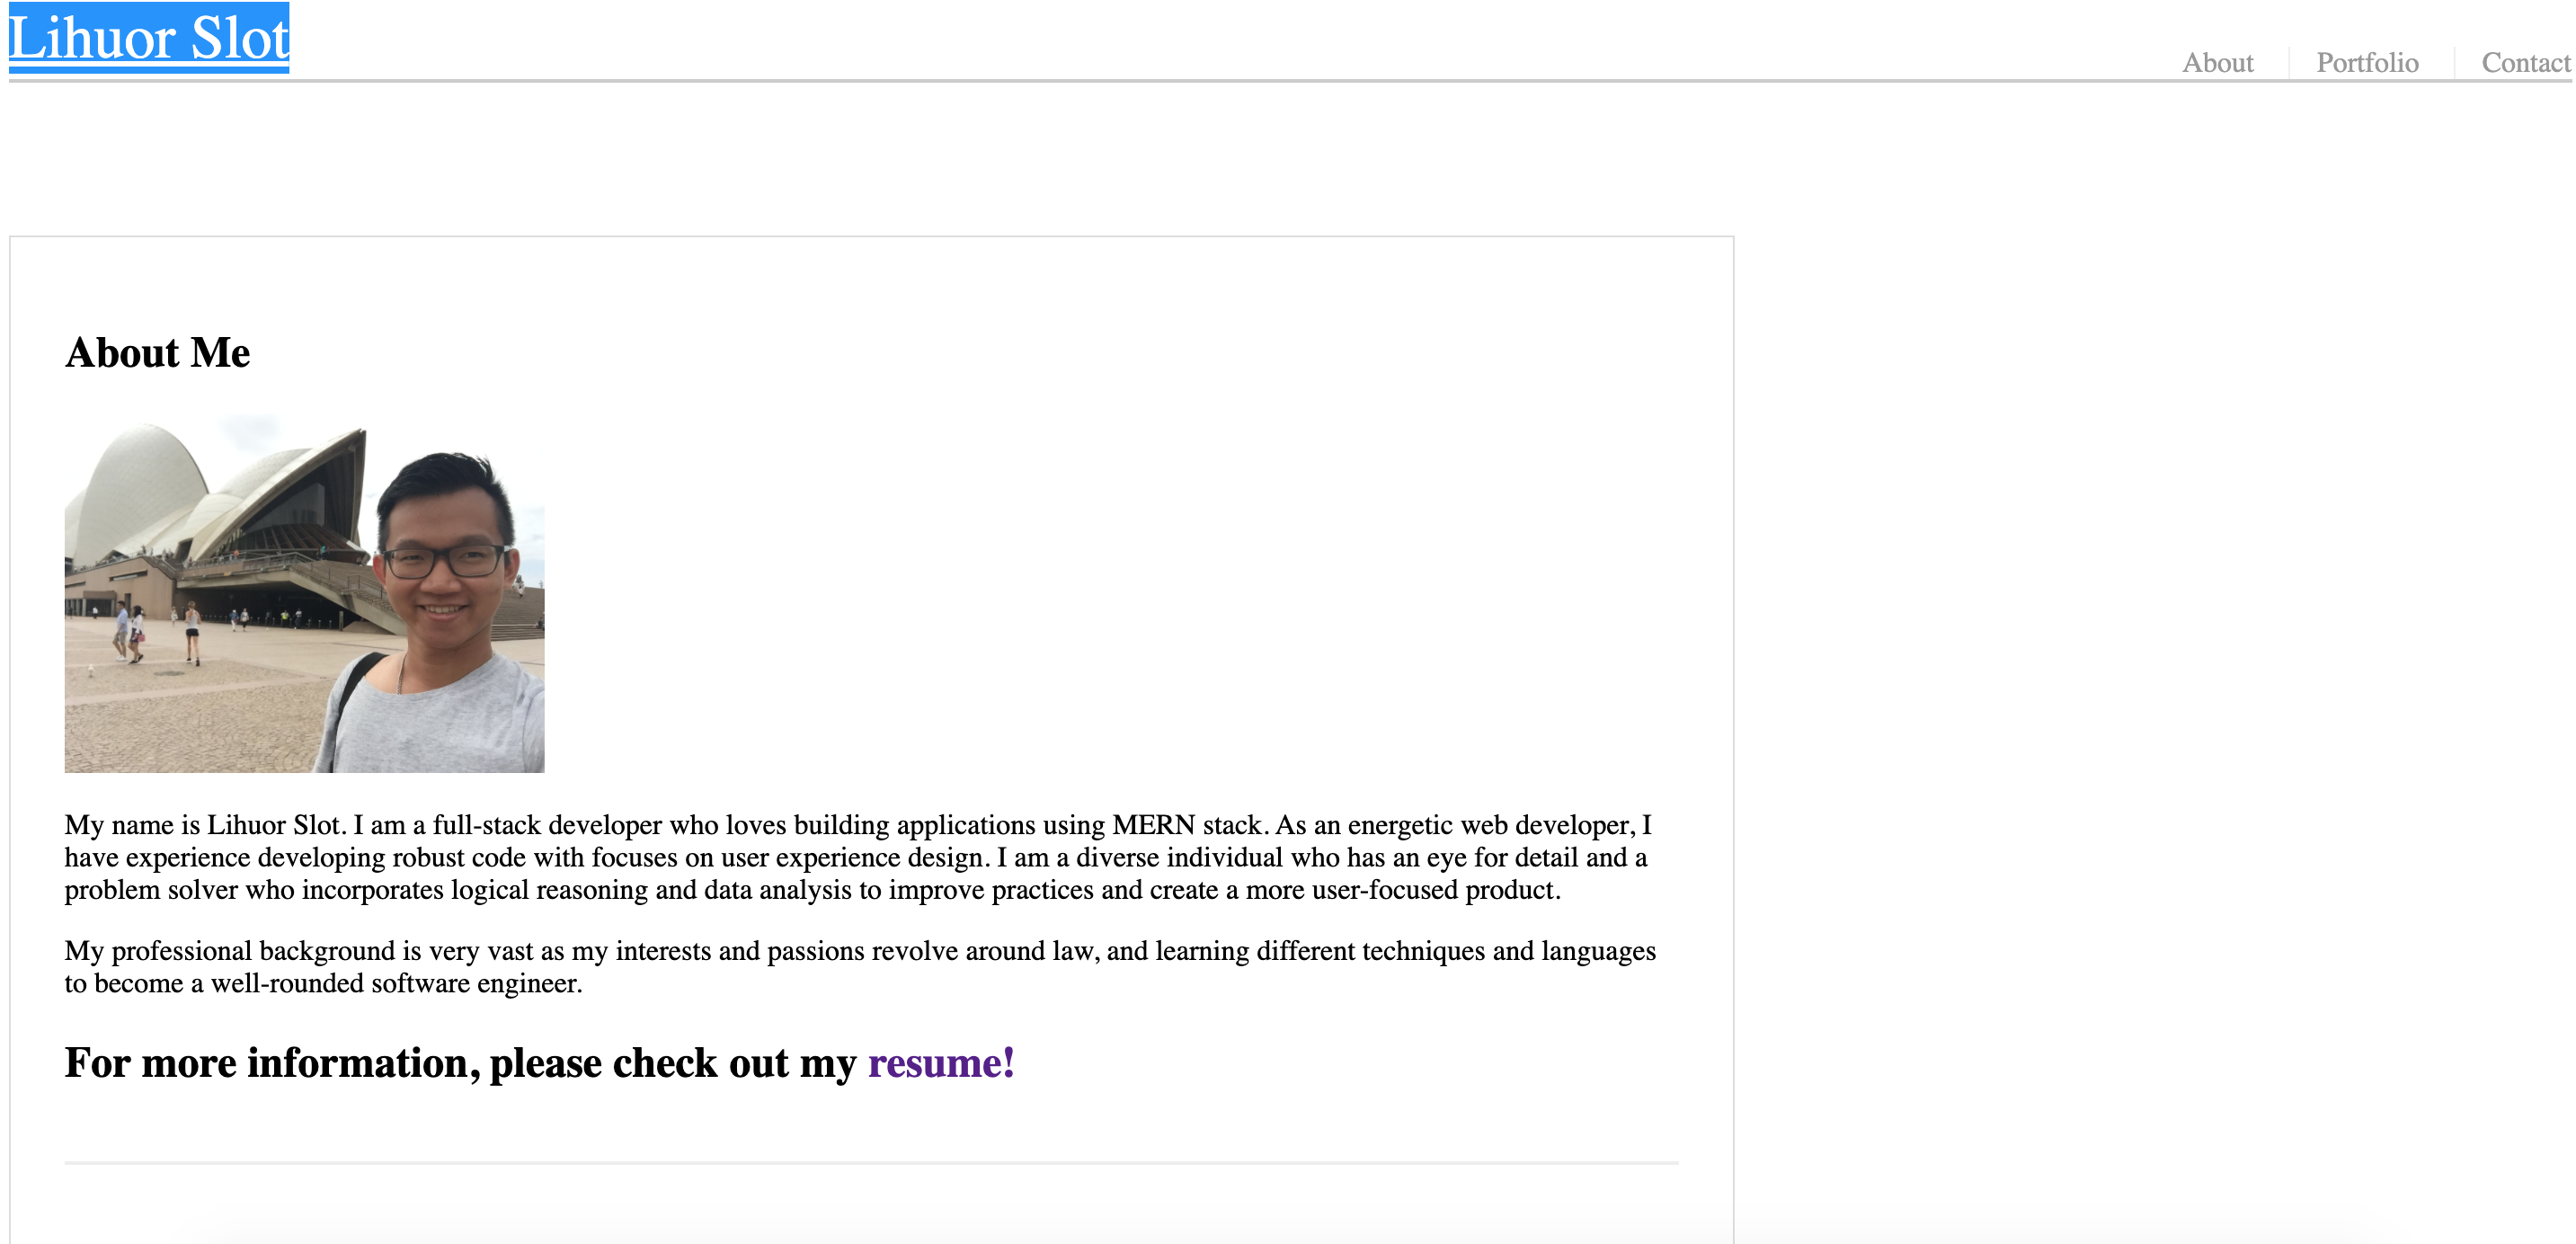 Lihuor Slot
About
Portfolio
Contact
About Me
My name is Lihuor Slot. I am a full-stack developer who loves building applications using MERN stack. As an energetic web developer, I
have experience developing robust code with focuses on user experience design. I am a diverse individual who has an eye for detail and a
problem solver who incorporates logical reasoning and data analysis to improve practices and create a more user-focused product.
My professional background is very vast as my interests and passions revolve around law, and learning different techniques and languages
to become a well-rounded software engineer.
For more information, please check out my resume!